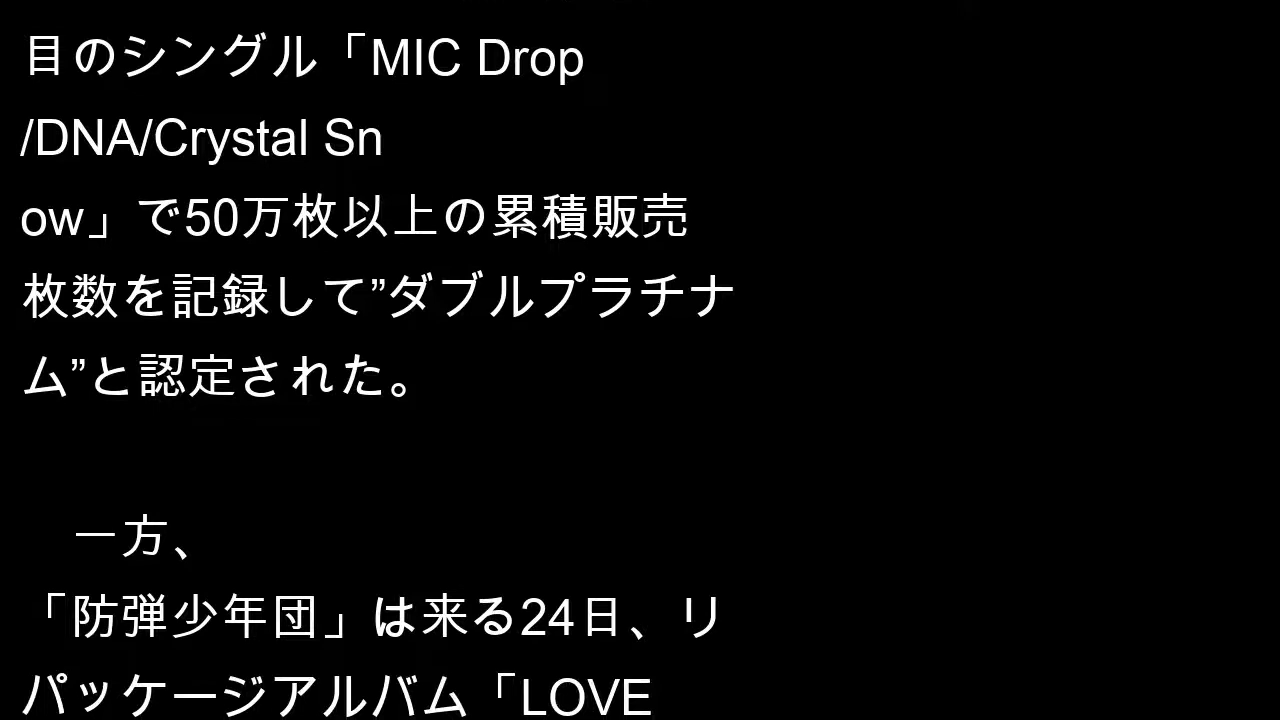 目のシングル「MIC Drop
/DNA/Crystal Sn
ow」で50万枚以上の累積販売
枚数を記録して”ダブルプラチナ
ム”と認定された。
一方、
「防弾少年団」は来る24日、リ
パッケージアルバム「LOVE